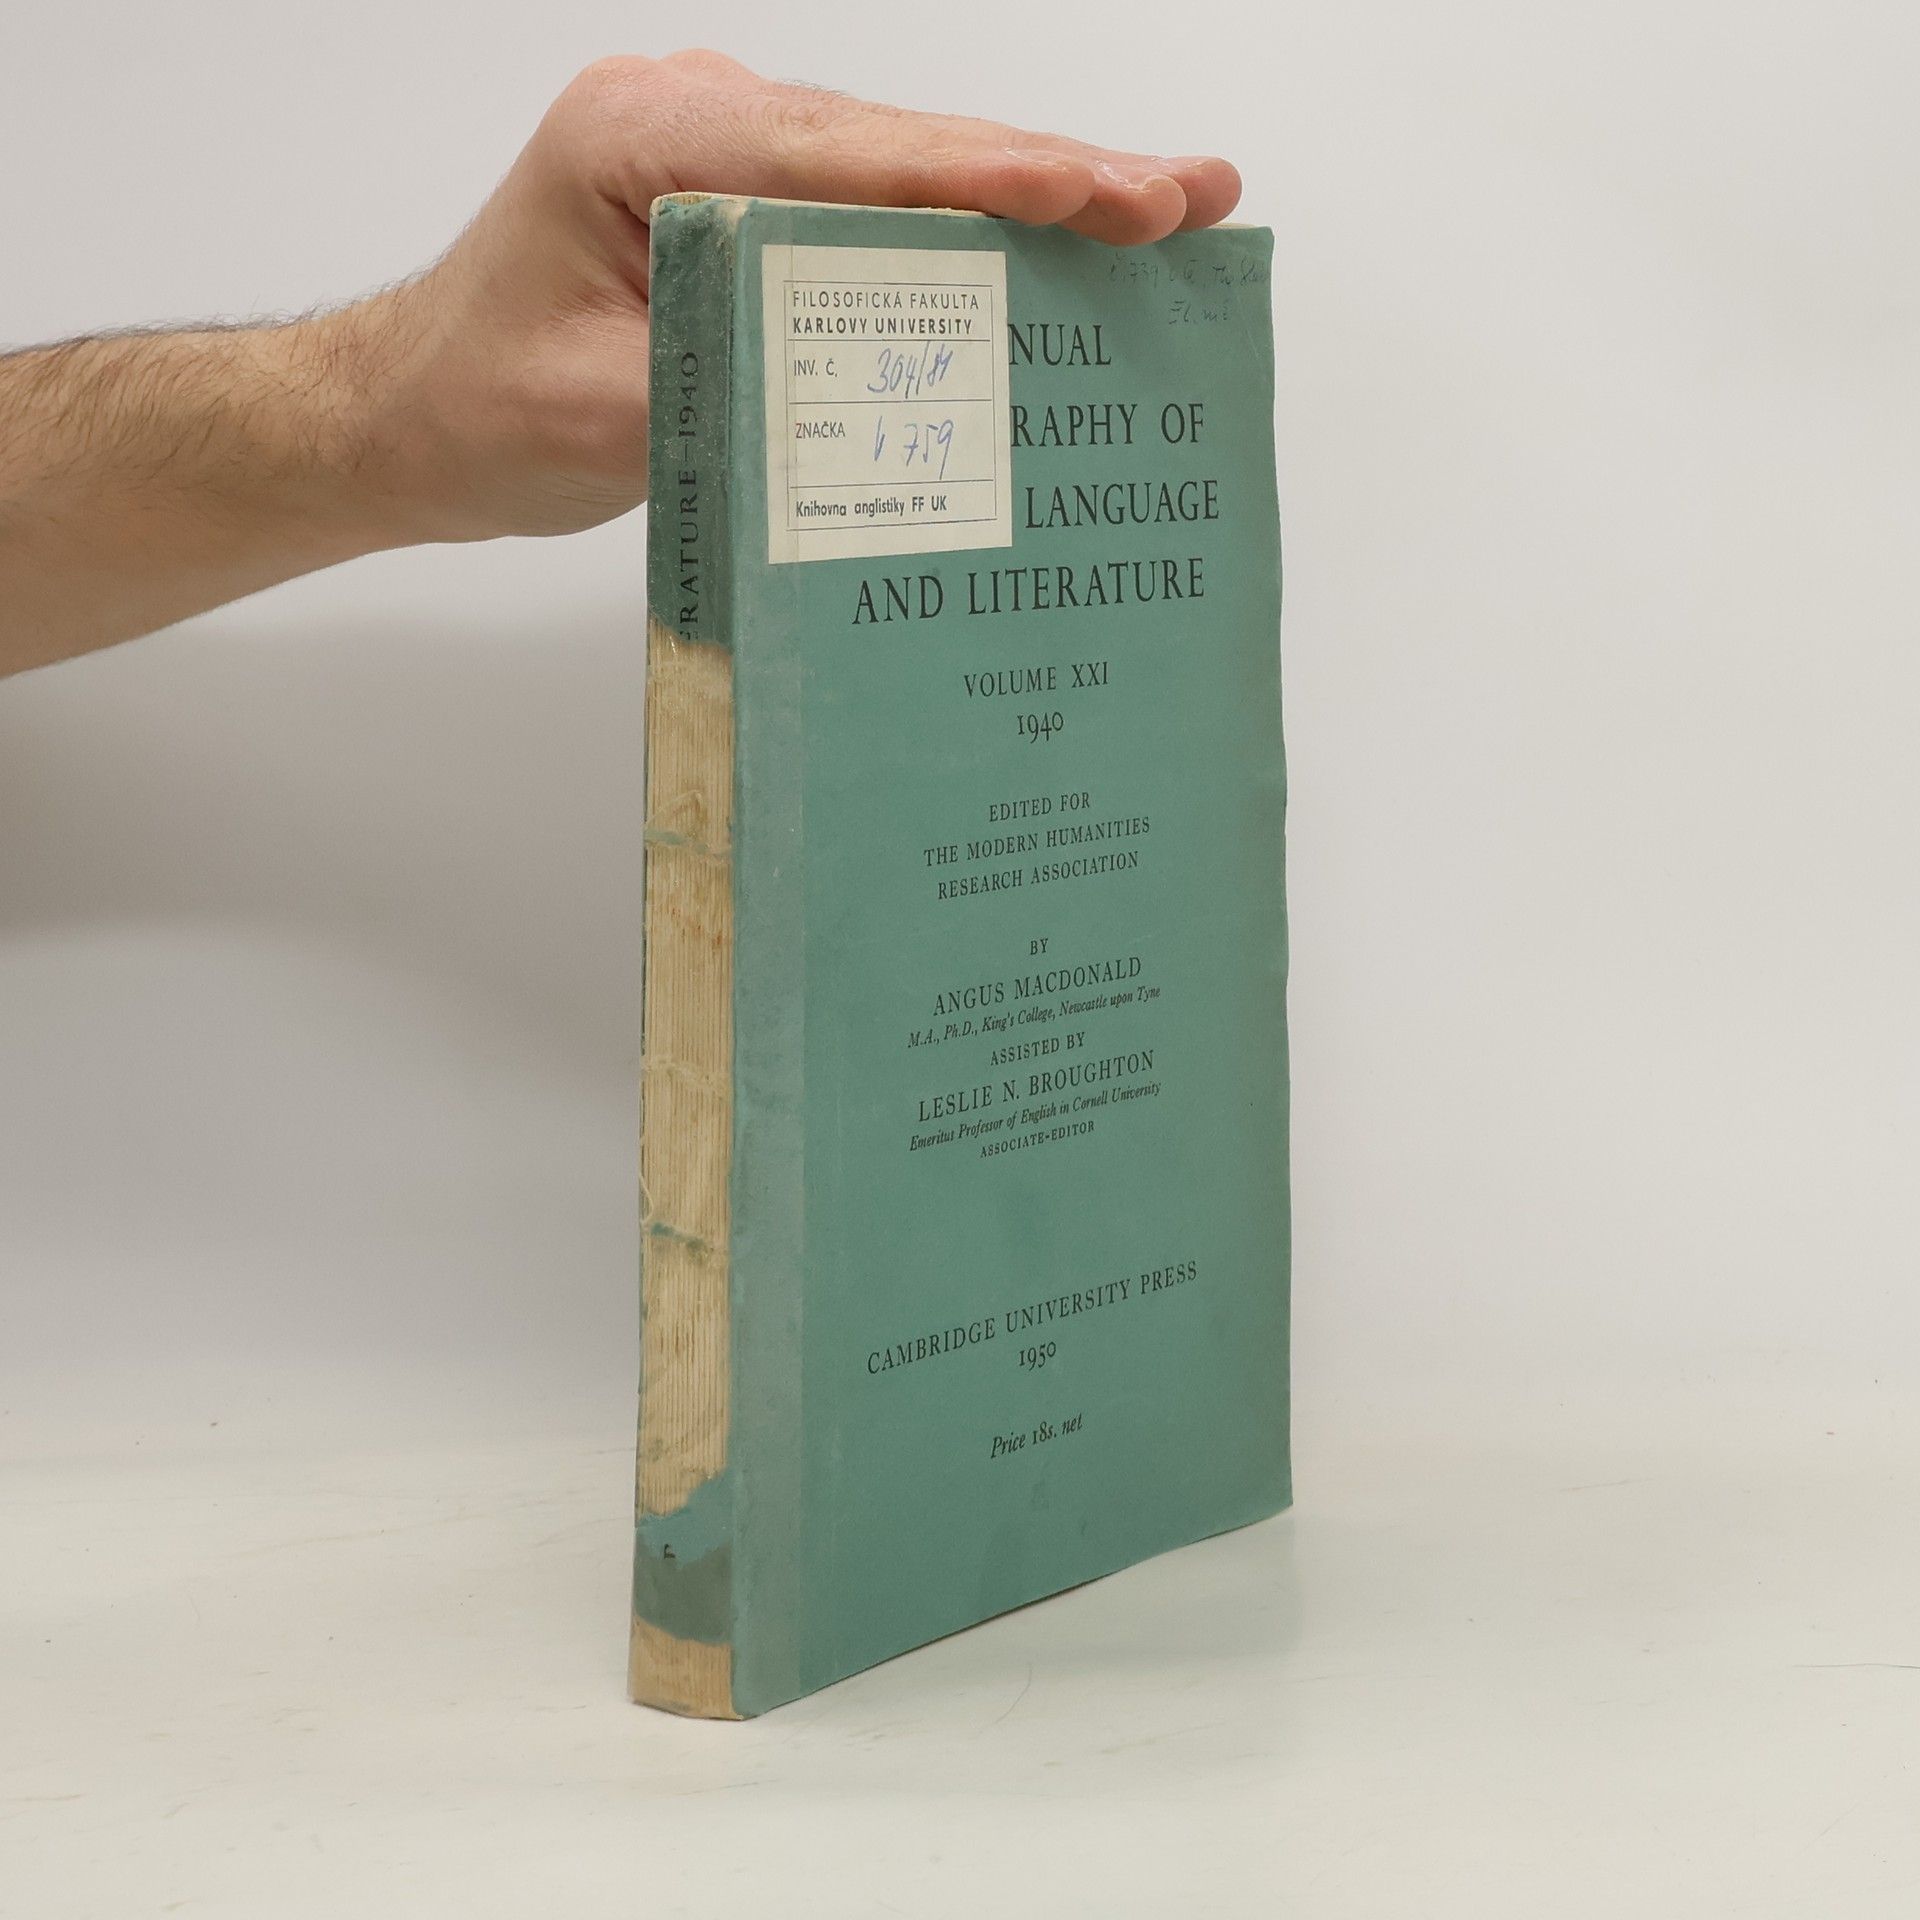 FILOSOFICKÁ FAKULTA
KARLOVY UNIVERSITY
INV. Č. 304/84
ZNAČKA 759
Knihovna anglistiky FF UK
NUAL
RAPHY OF
LANGUAGE
AND LITERATURE
VOLUME XXI
1940
EDITED FOR
THE MODERN HUMANITIES
RESEARCH ASSOCIATION
BY
ANGUS MACDONALD
M.A., Ph.D., King's College, Newcastle upon Tyne
ASSISTED BY
LESLIE N. BROUGHTON
Emeritus Professor of English in Cornell University
ASSOCIATE-EDITOR
CAMBRIDGE UNIVERSITY PRESS
1950
Price 18s. net
ERATURE—1940